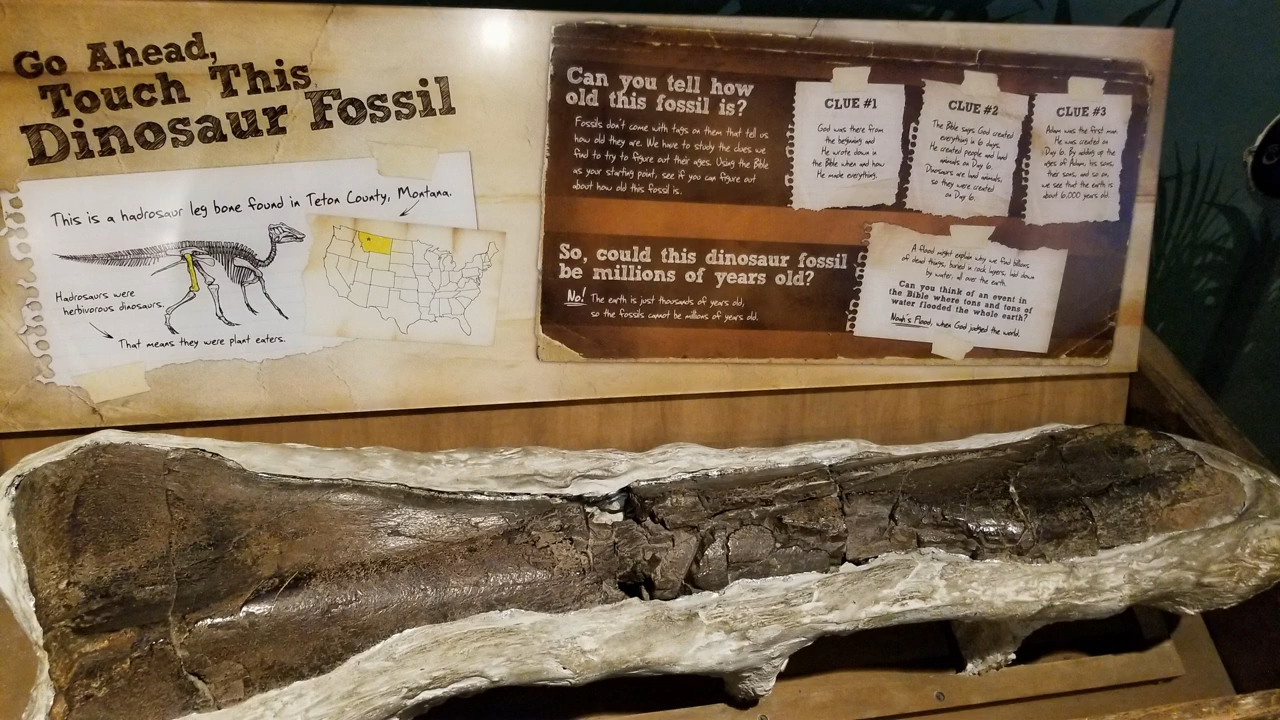 Go Ahead,
Touch This
Dinosaur Fossil
This is a hadrosaur leg bone found in Teton County, Montana.
Hadrosaurs were
herbivorous dinosaurs.
That means they were plant eaters.
Can you tell how
old this fossil is?
Fossils don't come with tags on them that tell us
how old they are. We have to study the clues we
find to try to figure out their ages. Using the Bible
as your starting point, see if you can figure out
about how old this fossil is.
CLUE #1
God was there from
the beginning and
He wrote down in
the Bible when and how
He made everything.
CLUE #2
The Bible says God created
everything in 6 days.
He created people and land
animals on Day 6.
Dinosaurs are land animals,
so they were created
on Day 6.
CLUE #3
Adam was the first man.
He was created on
Day 6. By adding up the
ages of Adam, his sons,
their sons, and so on,
we see that the earth is
about 6,000 years old.
So, could this dinosaur fossil
be millions of years old?
No! The earth is just thousands of years old,
so the fossils cannot be millions of years old.
A flood might explain why we find billions
of dead things, buried in rock layers, laid down
by water, all over the earth.
Can you think of an event in
the Bible where tons and tons of
water flooded the whole earth?
Noah's Flood, when God judged the world.